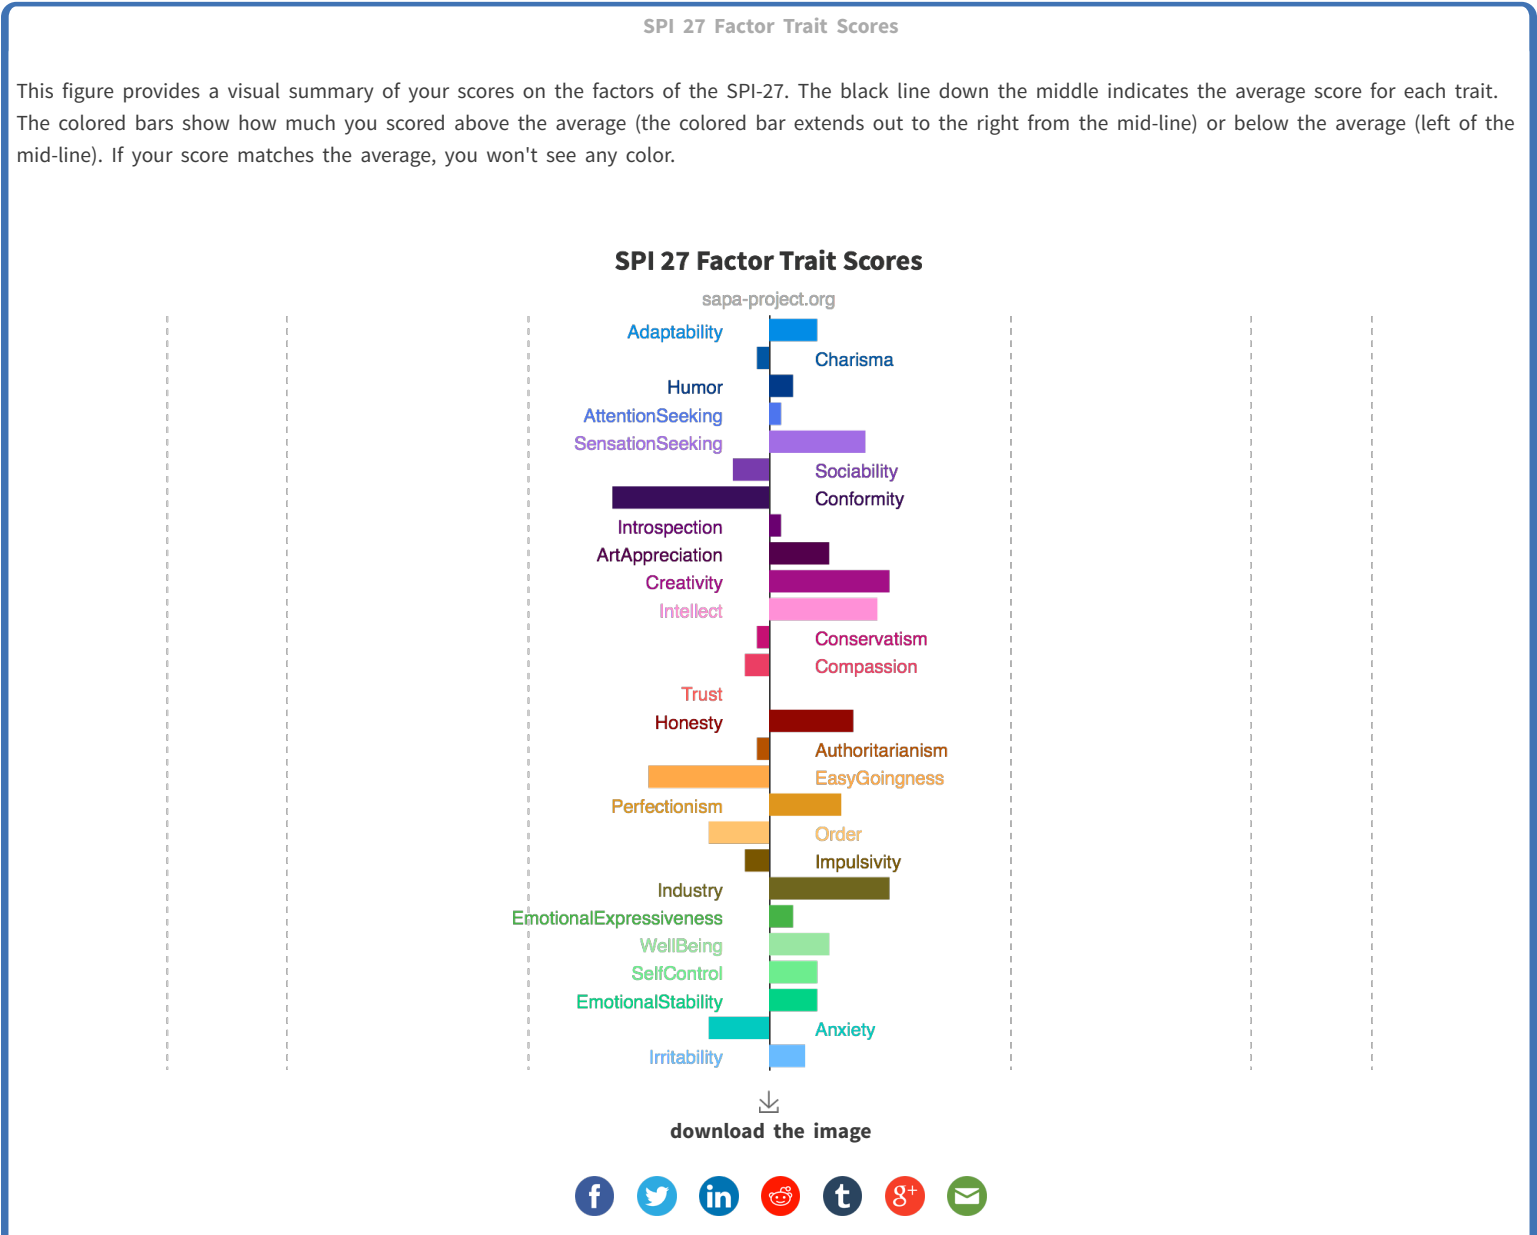 SPI 27 Factor Trait Scores
This figure provides a visual summary of your scores on the factors of the SPI-27. The black line down the middle indicates the average score for each trait.
The colored bars show how much you scored above the average (the colored bar extends out to the right from the mid-line) or below the average (left of the
mid-line). If your score matches the average, you won't see any color.
SPI 27 Factor Trait Scores
sapa-project.org
Adaptability
Charisma
Humor
AttentionSeeking
SensationSeeking
Sociability
Conformity
Introspection
ArtAppreciation
Creativity
Intellect
Conservatism
Compassion
Trust
Honesty
Authoritarianism
EasyGoingness
Perfectionism
Order
Impulsivity
Industry
EmotionalExpressiveness
WellBeing
SelfControl
EmotionalStability
Anxiety
Irritability
download the image
f in t g+